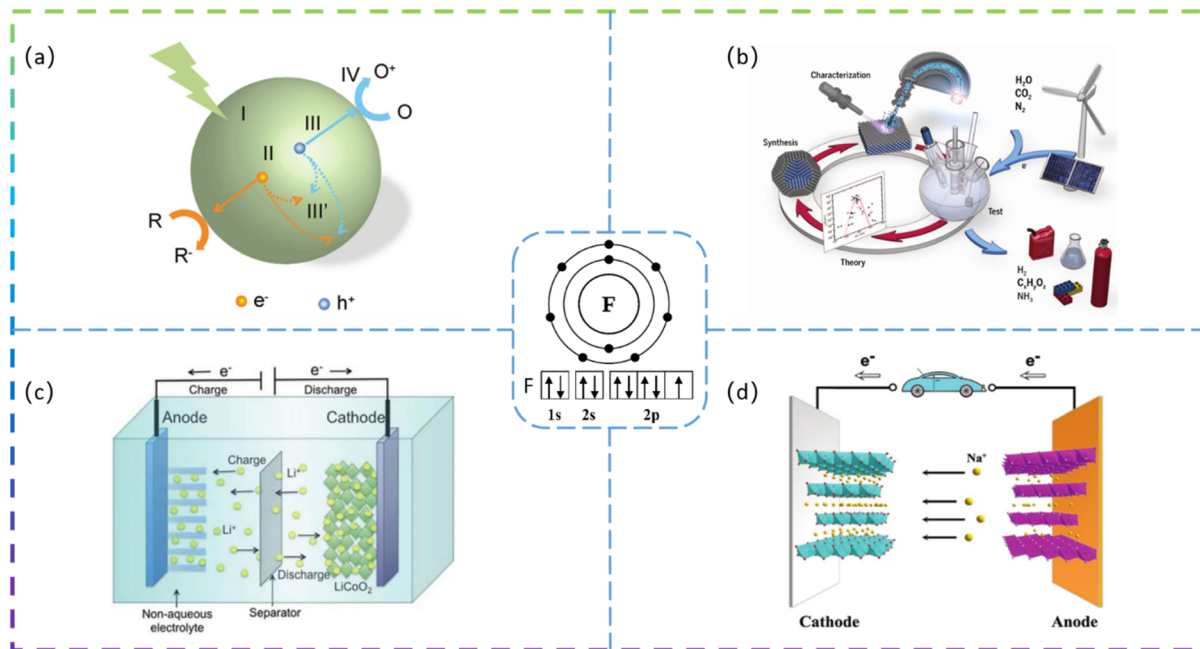 (a)
I
II
III
III'
IV
O⁺
O
R
R⁻
e⁻
h⁺
(b)
Characterization
Synthesis
Theory
Test
H₂O
CO₂
N₂
e⁻
H₂
CₓHᵧO_z
NH₃
F
F
1s 2s 2p
(c)
e⁻ e⁻
Charge Discharge
Anode Cathode
Charge
Li⁺
Li⁺
Discharge
LiCoO₂
Non-aqueous
electrolyte
Separator
(d)
e⁻ e⁻
Na⁺
Cathode Anode